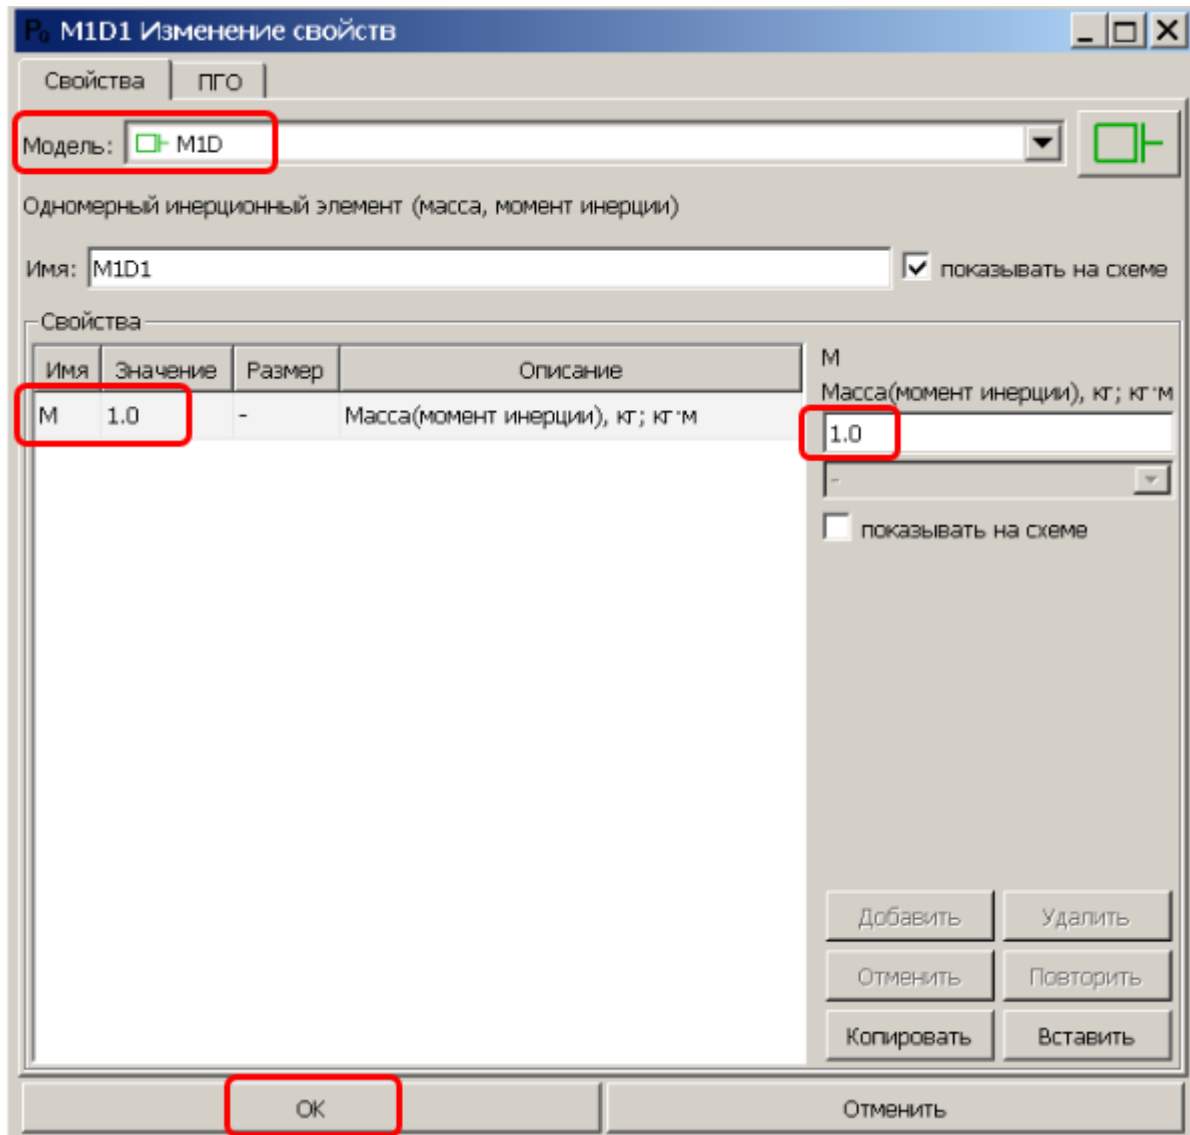 M1D1 Изменение свойств
Свойства ПГО
Модель: M1D
Одномерный инерционный элемент (масса, момент инерции)
Имя: M1D1 показывать на схеме
Свойства
Имя Значение Размер Описание
M 1.0 - Масса(момент инерции), кг; кг·м
M
Масса(момент инерции), кг; кг·м
1.0
-
показывать на схеме
Добавить Удалить
Отменить Повторить
Копировать Вставить
OK Отменить